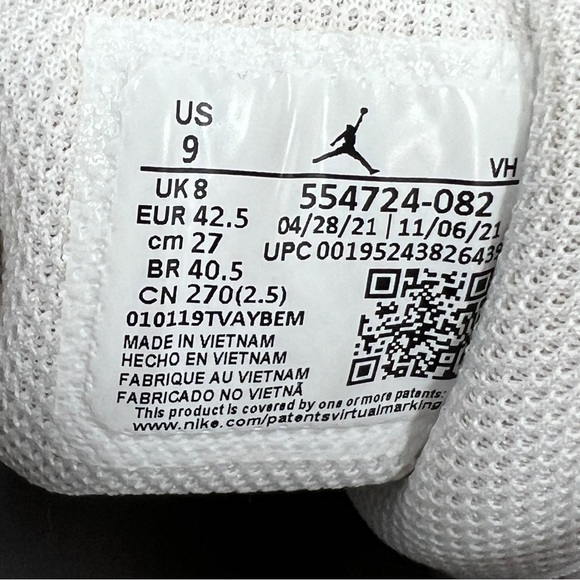 US
9
VH
UK 8
EUR 42.5
cm 27
BR 40.5
CN 270(2.5)
010119TVAYBEM
554724-082
04/28/21 | 11/06/21
UPC 00195243826439
MADE IN VIETNAM
HECHO EN VIETNAM
FABRIQUE AU VIETNAM
FABRICADO NO VIETNÃ
This product is covered by one or more patents:
www.nike.com/patentsvirtualmarking